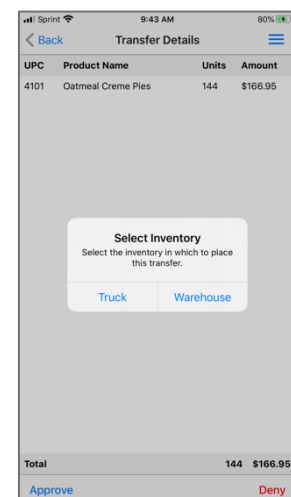 Sprint 9:43 AM 80%
Back Transfer Details
UPC Product Name Units Amount
4101 Oatmeal Creme Pies 144 $166.95
Select Inventory
Select the inventory in which to place
this transfer.
Truck Warehouse
Total 144 $166.95
Approve Deny